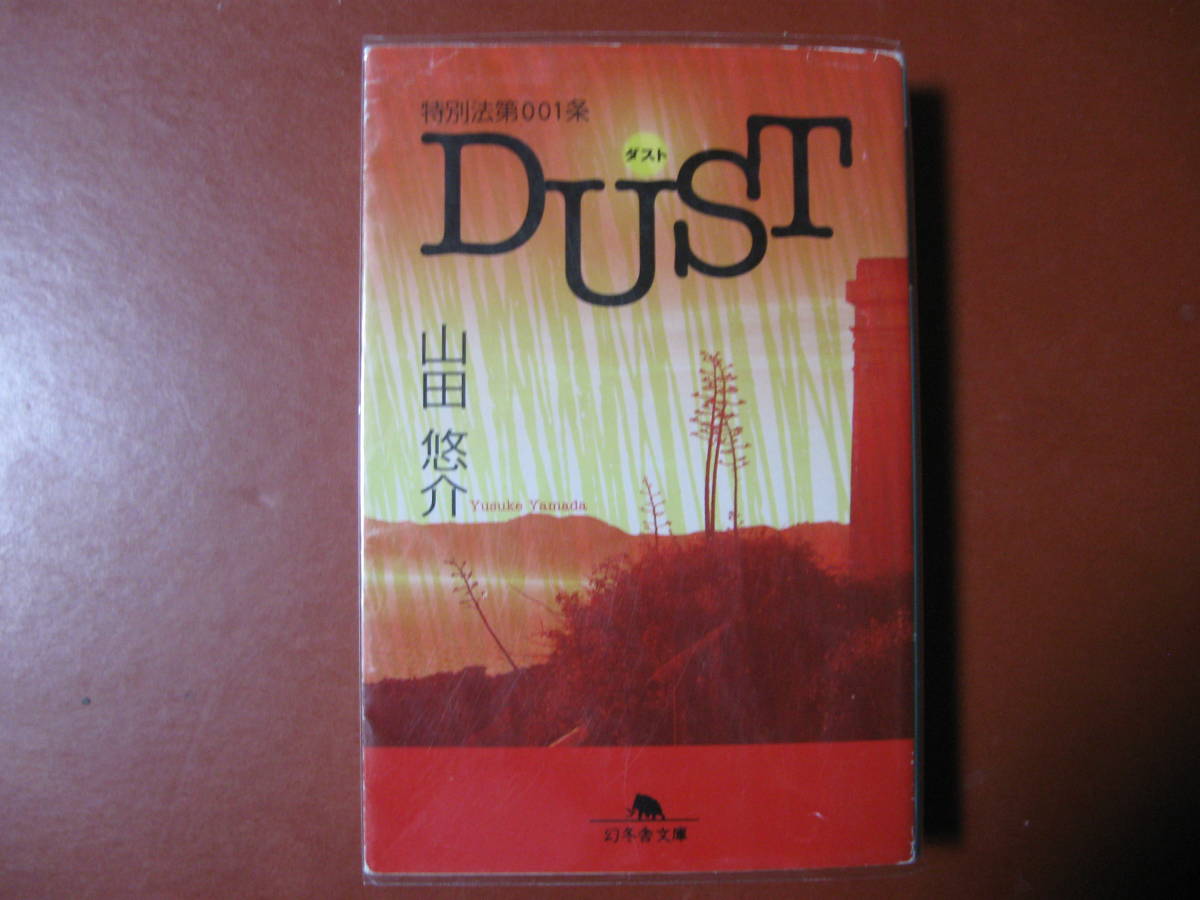 特別法第001条
DUST
ダスト
山田 悠介
Yusuke Yamada
幻冬舎文庫